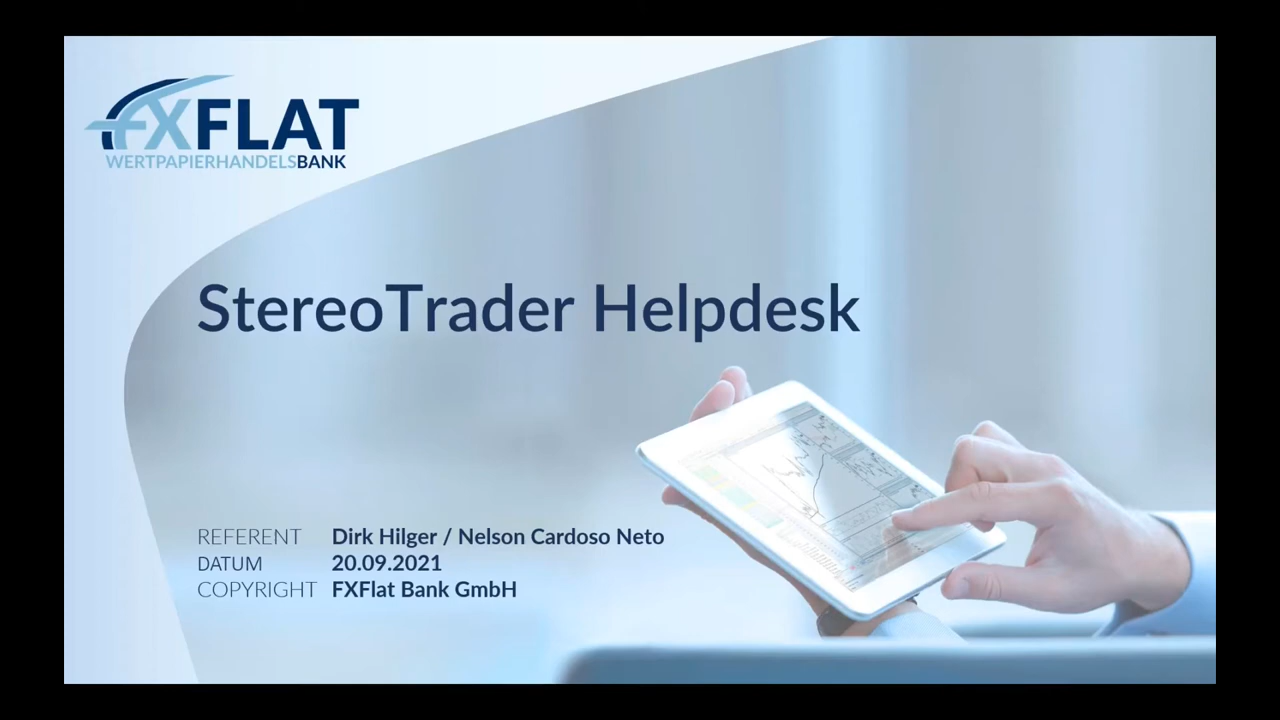 FXFLAT
WERTPAPIERHANDELSBANK
StereoTrader Helpdesk
REFERENT Dirk Hilger / Nelson Cardoso Neto
DATUM 20.09.2021
COPYRIGHT FXFlat Bank GmbH